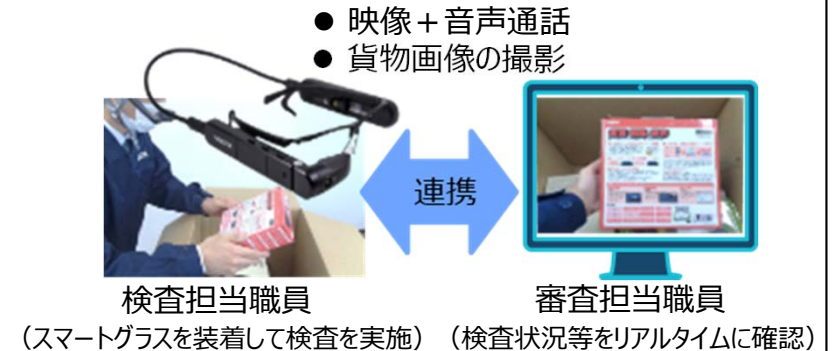 ● 映像＋音声通話
● 貨物画像の撮影
連携
検査担当職員
（スマートグラスを装着して検査を実施）
審査担当職員
（検査状況等をリアルタイムに確認）